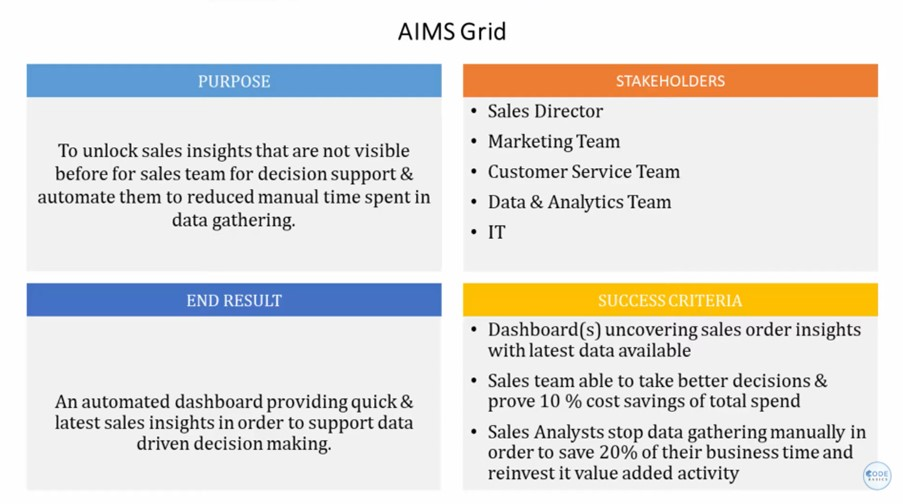 AIMS Grid
PURPOSE
To unlock sales insights that are not visible
before for sales team for decision support &
automate them to reduced manual time spent in
data gathering.
STAKEHOLDERS
• Sales Director
• Marketing Team
• Customer Service Team
• Data & Analytics Team
• IT
END RESULT
An automated dashboard providing quick &
latest sales insights in order to support data
driven decision making.
SUCCESS CRITERIA
• Dashboard(s) uncovering sales order insights
with latest data available
• Sales team able to take better decisions &
prove 10 % cost savings of total spend
• Sales Analysts stop data gathering manually in
order to save 20% of their business time and
reinvest it value added activity
CODE
BASICS